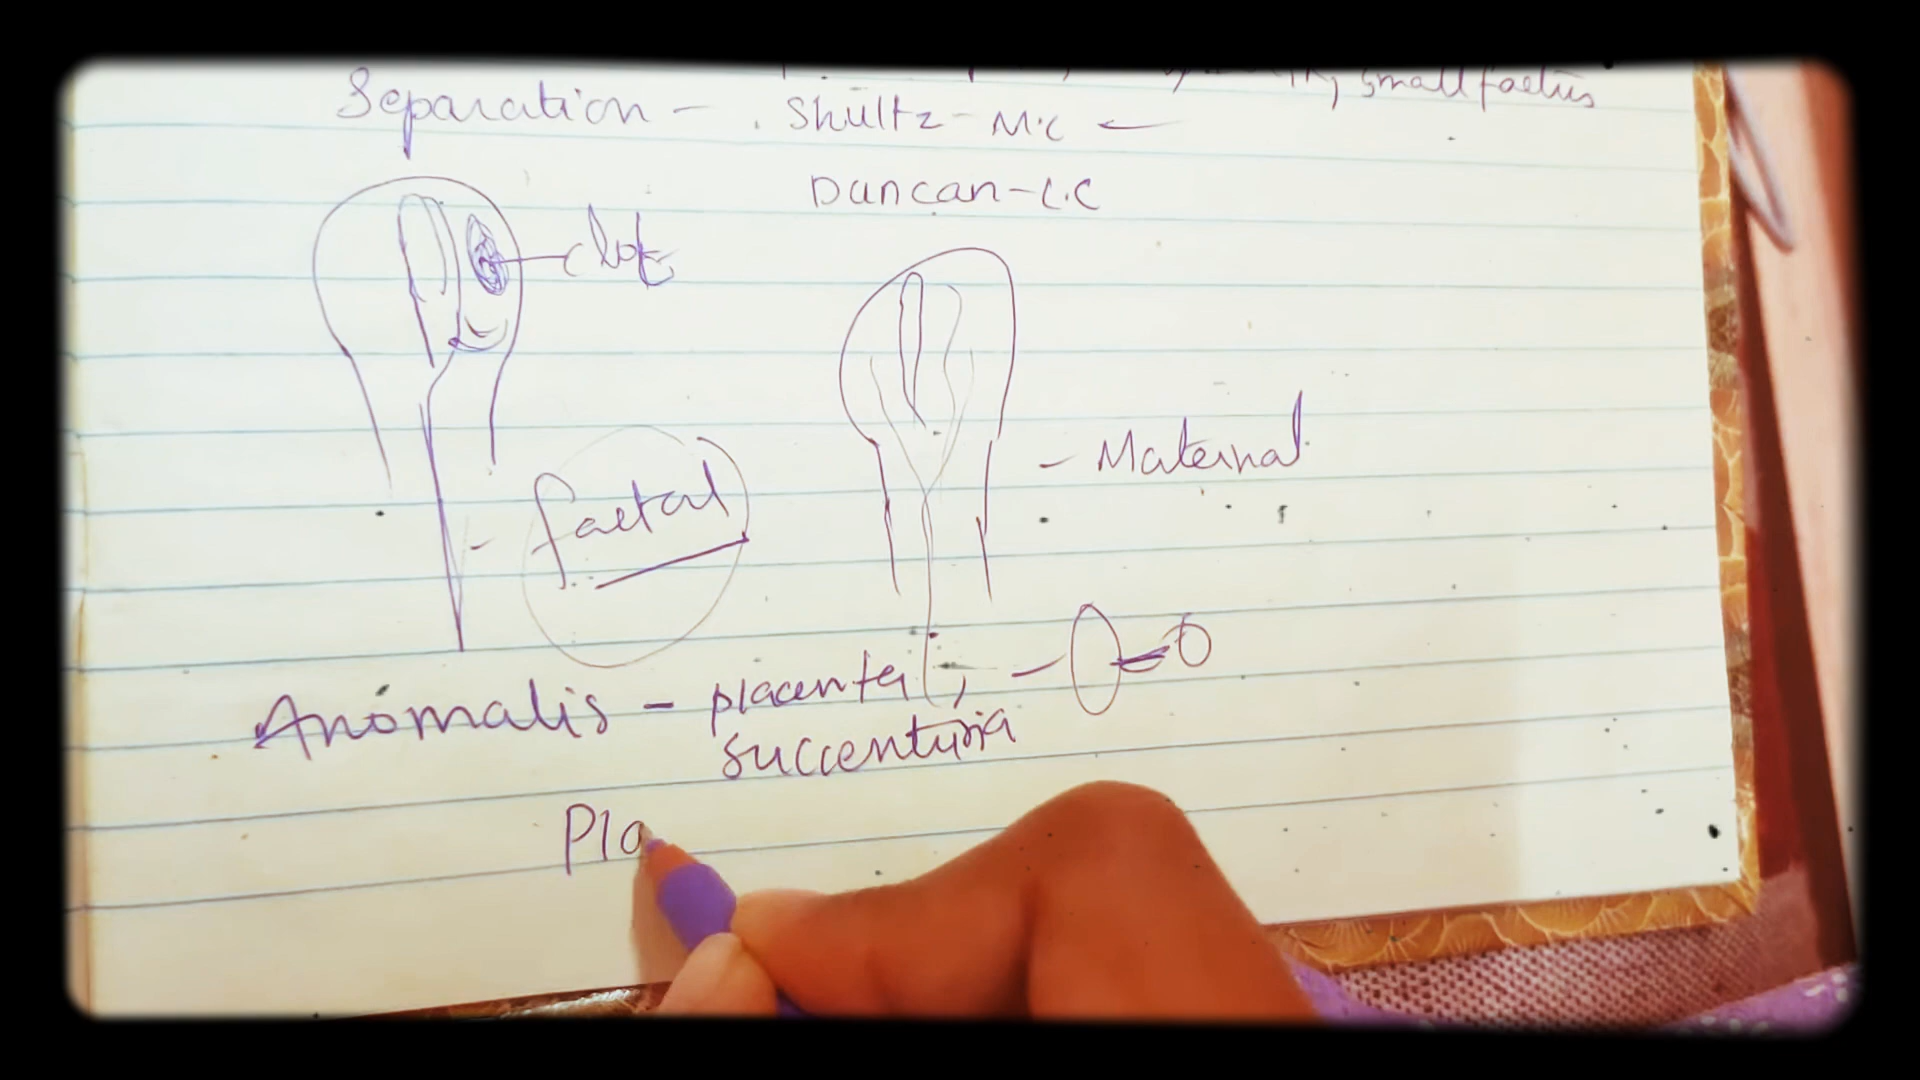 small faetus
Separation - Shultz - M.C ←
Duncan - L.C
clot
- Maternal
- faetal
Anomalis - placenta, -
succenturia
Pla